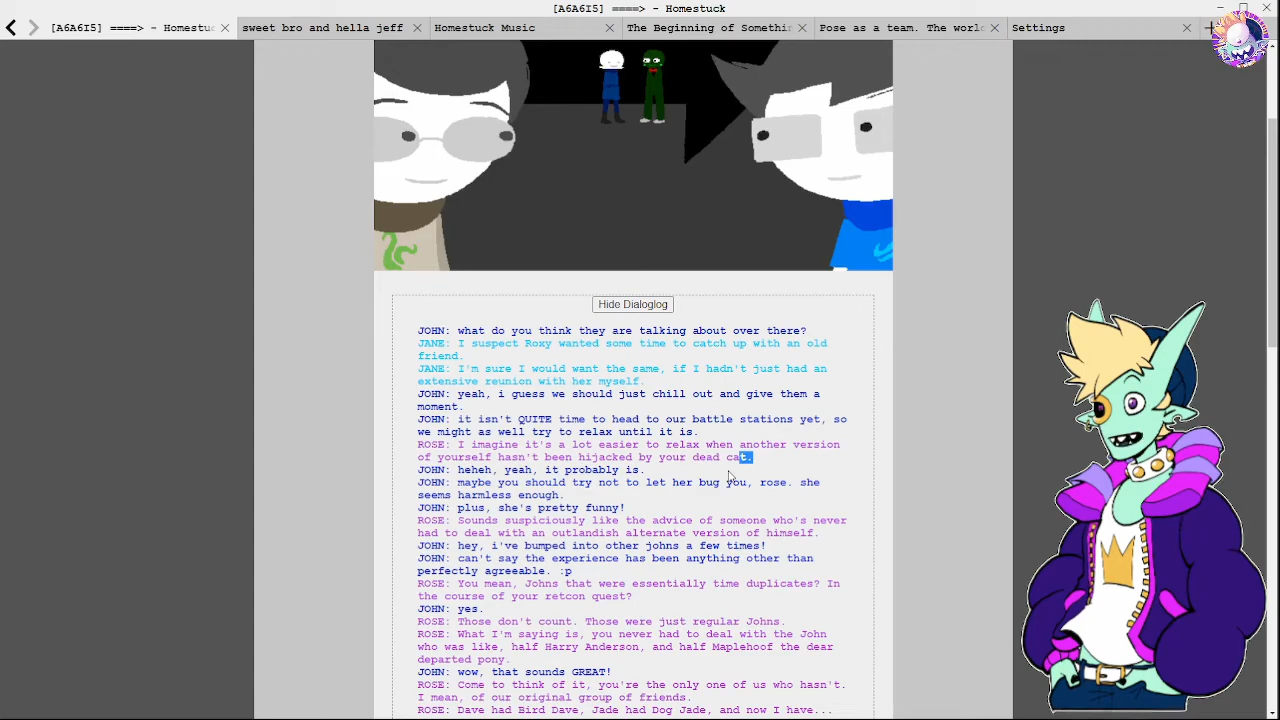 [A6A6I5] ====> - Homestuck
[A6A6I5] ====> - Homestuc
sweet bro and hella jeff
Homestuck Music
The Beginning of Somethin
Pose as a team. The worl
Settings
Hide Dialoglog
JOHN: what do you think they are talking about over there?
JANE: I suspect Roxy wanted some time to catch up with an old
friend.
JANE: I'm sure I would want the same, if I hadn't just had an
extensive reunion with her myself.
JOHN: yeah, i guess we should just chill out and give them a
moment.
JOHN: it isn't QUITE time to head to our battle stations yet, so
we might as well try to relax until it is.
ROSE: I imagine it's a lot easier to relax when another version
of yourself hasn't been hijacked by your dead cat.
JOHN: heheh, yeah, it probably is.
JOHN: maybe you should try not to let her bug you, rose. she
seems harmless enough.
JOHN: plus, she's pretty funny!
ROSE: Sounds suspiciously like the advice of someone who's never
had to deal with an outlandish alternate version of himself.
JOHN: hey, i've bumped into other johns a few times!
JOHN: can't say the experience has been anything other than
perfectly agreeable. :p
ROSE: You mean, Johns that were essentially time duplicates? In
the course of your retcon quest?
JOHN: yes.
ROSE: Those don't count. Those were just regular Johns.
ROSE: What I'm saying is, you never had to deal with the John
who was like, half Harry Anderson, and half Maplehoof the dear
departed pony.
JOHN: wow, that sounds GREAT!
ROSE: Come to think of it, you're the only one of us who hasn't.
I mean, of our original group of friends.
ROSE: Dave had Bird Dave, Jade had Dog Jade, and now I have...